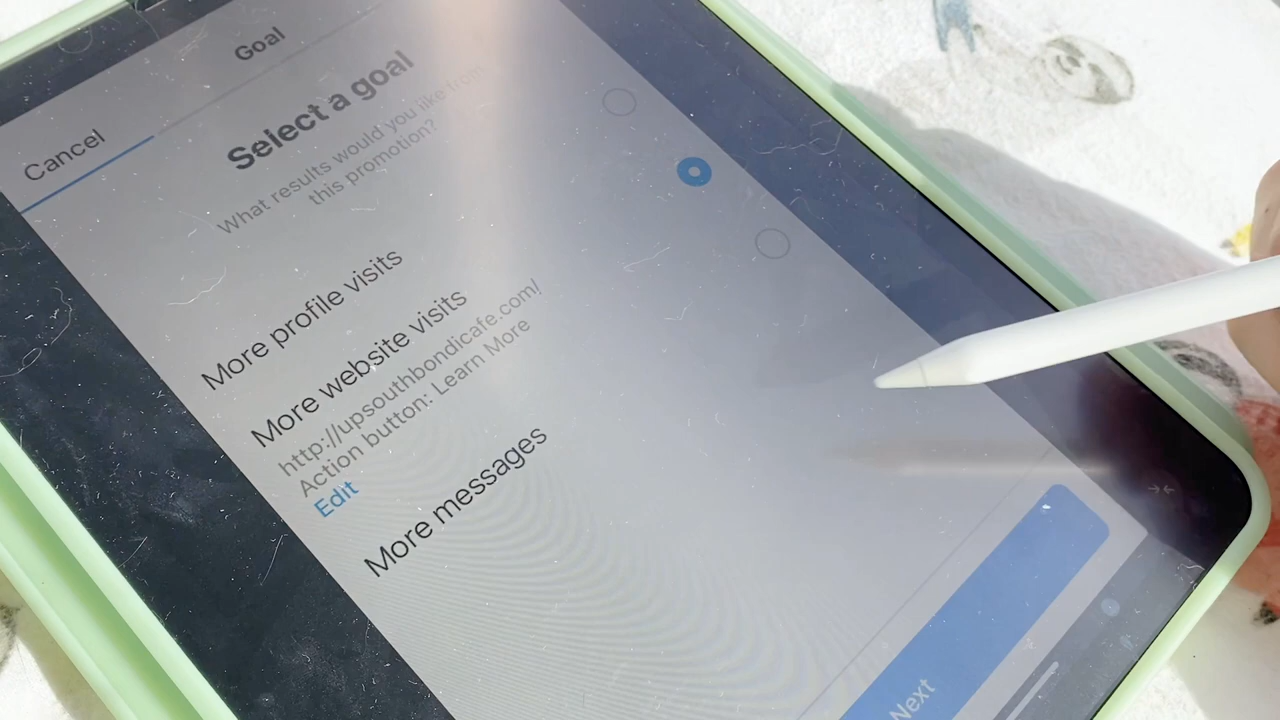 Goal
Cancel
Select a goal
What results would you like from
this promotion?
More profile visits
More website visits
http://upsouthbondicafe.com/
Action button: Learn More
Edit
More messages
Next